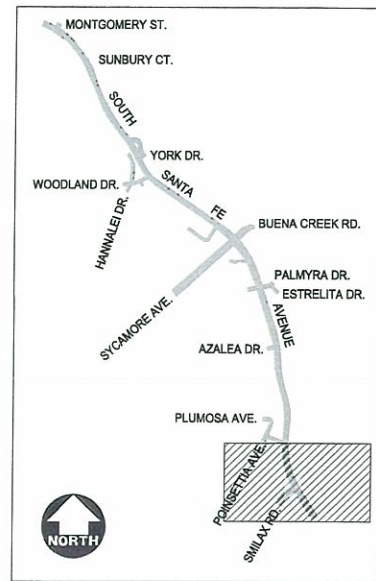 MONTGOMERY ST.
SUNBURY CT.
SOUTH
YORK DR.
WOODLAND DR.
SANTA
HANNALEI DR.
FE
BUENA CREEK RD.
SYCAMORE AVE.
PALMYRA DR.
ESTRELITA DR.
AVENUE
AZALEA DR.
PLUMOSA AVE.
POINSETTIA AVE.
SMILAX RD.
NORTH